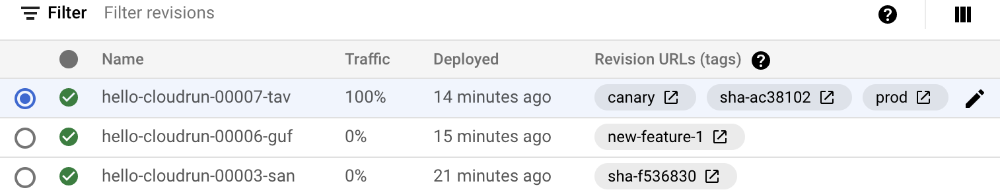 Filter Filter revisions
Name Traffic Deployed Revision URLs (tags)
hello-cloudrun-00007-tav 100% 14 minutes ago canary sha-ac38102 prod
hello-cloudrun-00006-guf 0% 15 minutes ago new-feature-1
hello-cloudrun-00003-san 0% 21 minutes ago sha-f536830